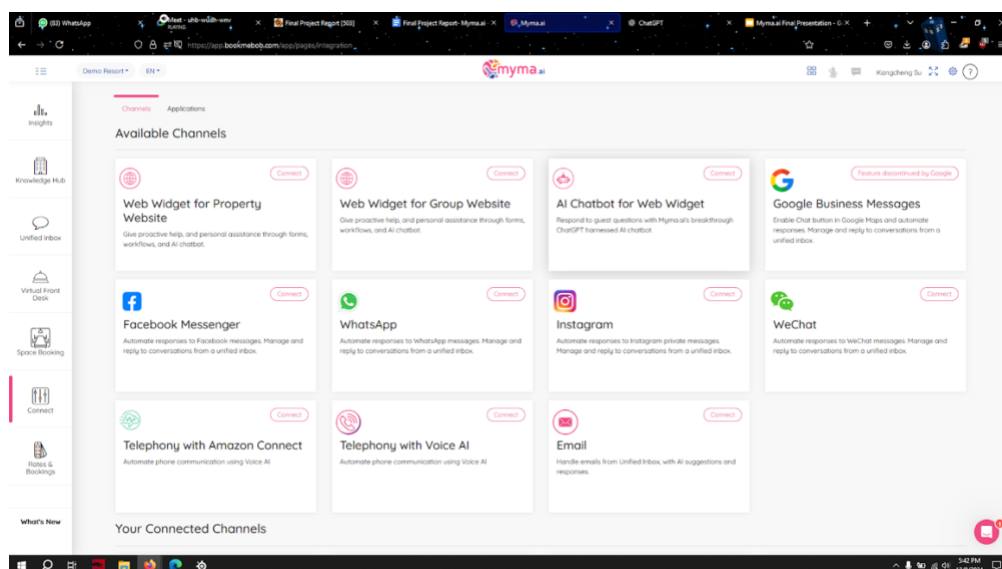 (83) WhatsApp
Meet - uhb-wudh-wmv
PLAYING
Final Project Report (503)
Final Project Report- Myma.ai -
Myma.ai
ChatGPT
Myma.ai Final Presentation - G
https://app.bookmebob.com/app/pages/integration
Demo Resort
EN
myma.ai
Kangcheng Su
?
Insights
Knowledge Hub
Unified Inbox
Virtual Front
Desk
Space Booking
Connect
Rates &
Bookings
What's New
Channels
Applications
Available Channels
Connect
Web Widget for Property
Website
Give proactive help, and personal assistance through forms,
workflows, and AI chatbot.
Connect
Web Widget for Group Website
Give proactive help, and personal assistance through forms,
workflows, and AI chatbot.
Connect
AI Chatbot for Web Widget
Respond to guest questions with Myma.ai's breakthrough
ChatGPT harnessed AI chatbot.
Feature discontinued by Google
Google Business Messages
Enable Chat button in Google Maps and automate
responses. Manage and reply to conversations from a
unified inbox.
Connect
Facebook Messenger
Automate responses to Facebook messages. Manage and
reply to conversations from a unified inbox.
Connect
WhatsApp
Automate responses to WhatsApp messages. Manage and
reply to conversations from a unified inbox.
Connect
Instagram
Automate responses to Instagram private messages.
Manage and reply to conversations from a unified inbox.
Connect
WeChat
Automate responses to WeChat messages. Manage and
reply to conversations from a unified inbox.
Connect
Telephony with Amazon Connect
Automate phone communication using Voice AI
Connect
Telephony with Voice AI
Automate phone communication using Voice AI
Connect
Email
Handle emails from Unified Inbox, with AI suggestions and
responses.
Your Connected Channels
5:42 PM